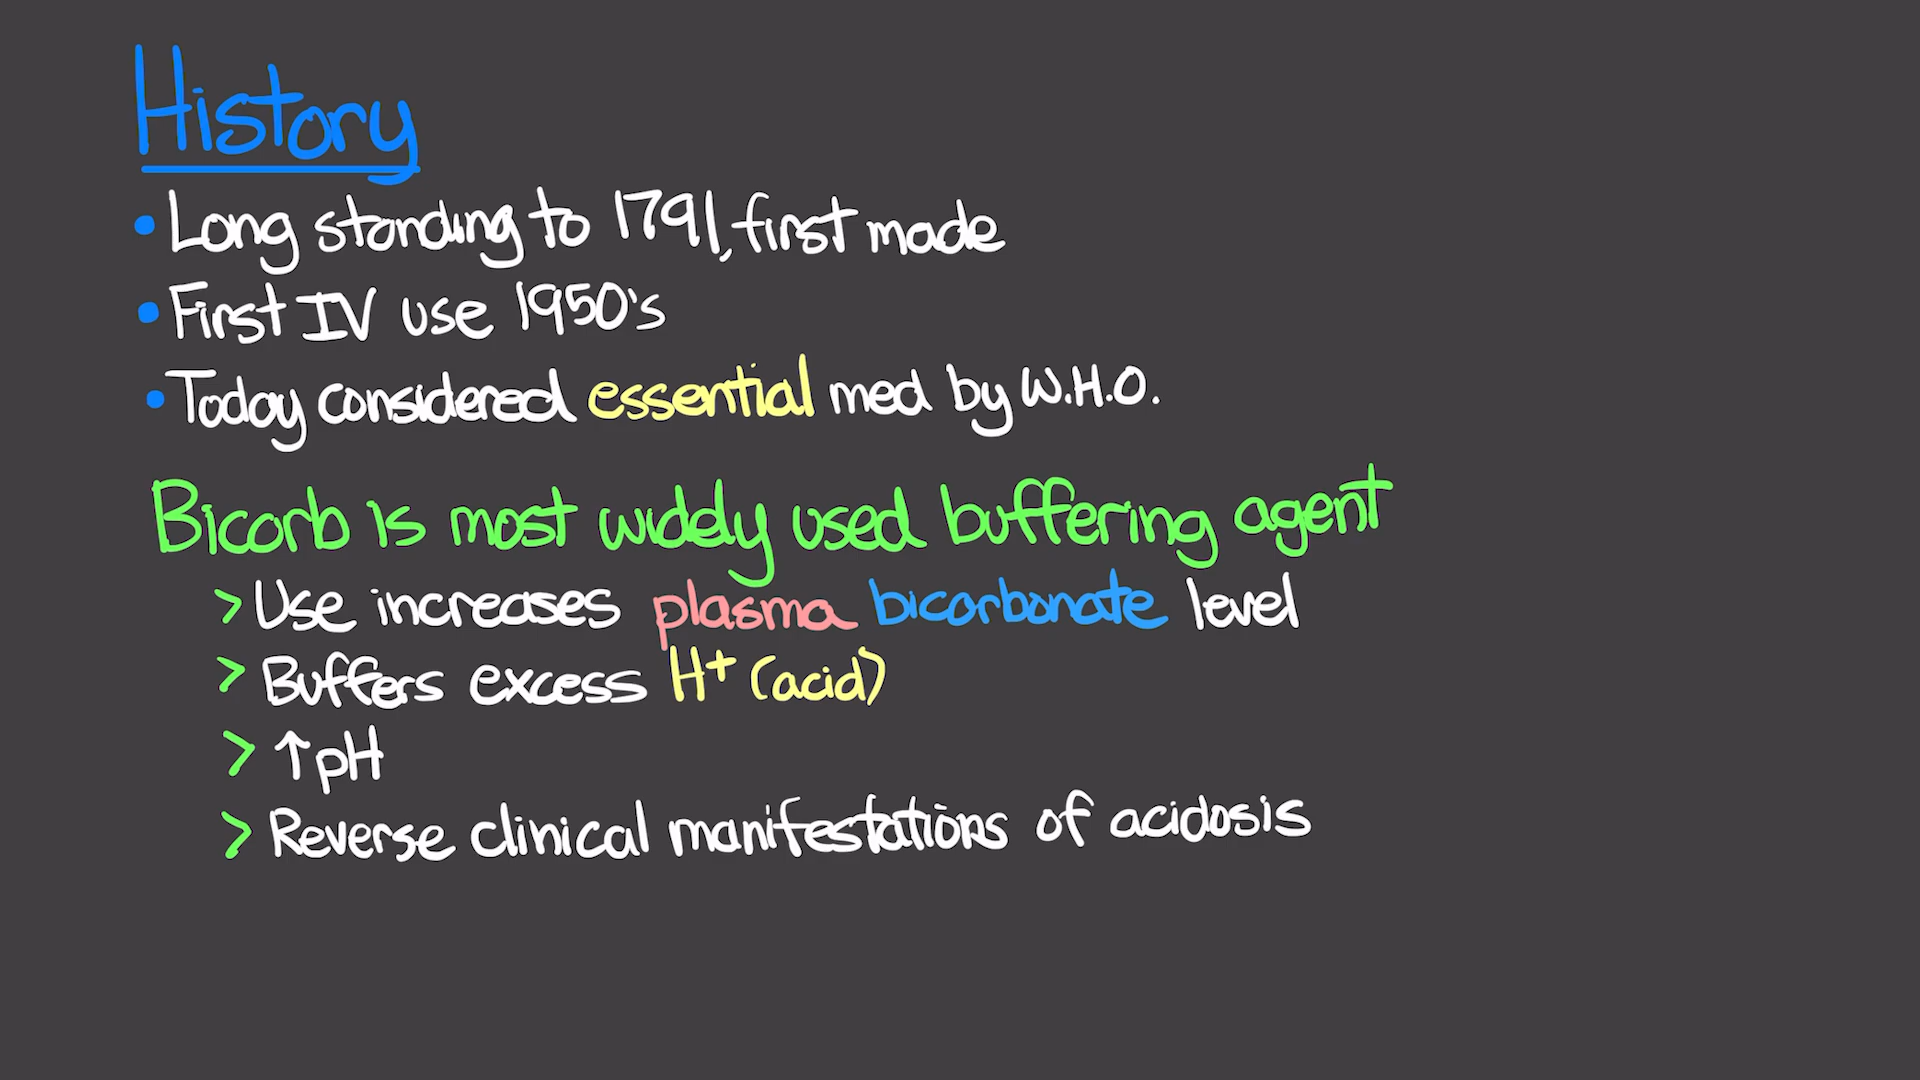 History
• Long standing to 1791, first made
• First IV use 1950's
• Today considered essential med by W.H.O.
Bicarb is most widely used buffering agent
> Use increases plasma bicarbonate level
> Buffers excess H⁺ (acid)
> ↑pH
> Reverse clinical manifestations of acidosis